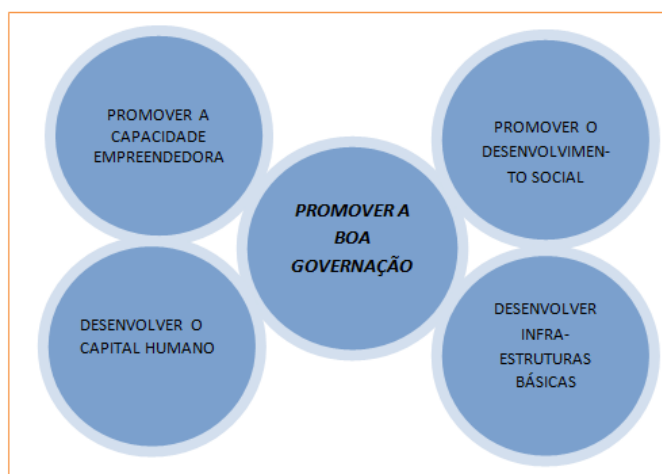 PROMOVER A
CAPACIDADE
EMPREENDEDORA
PROMOVER O
DESENVOLVIMEN-
TO SOCIAL
PROMOVER A
BOA
GOVERNAÇÃO
DESENVOLVER O
CAPITAL HUMANO
DESENVOLVER
INFRA-
ESTRUTURAS
BÁSICAS